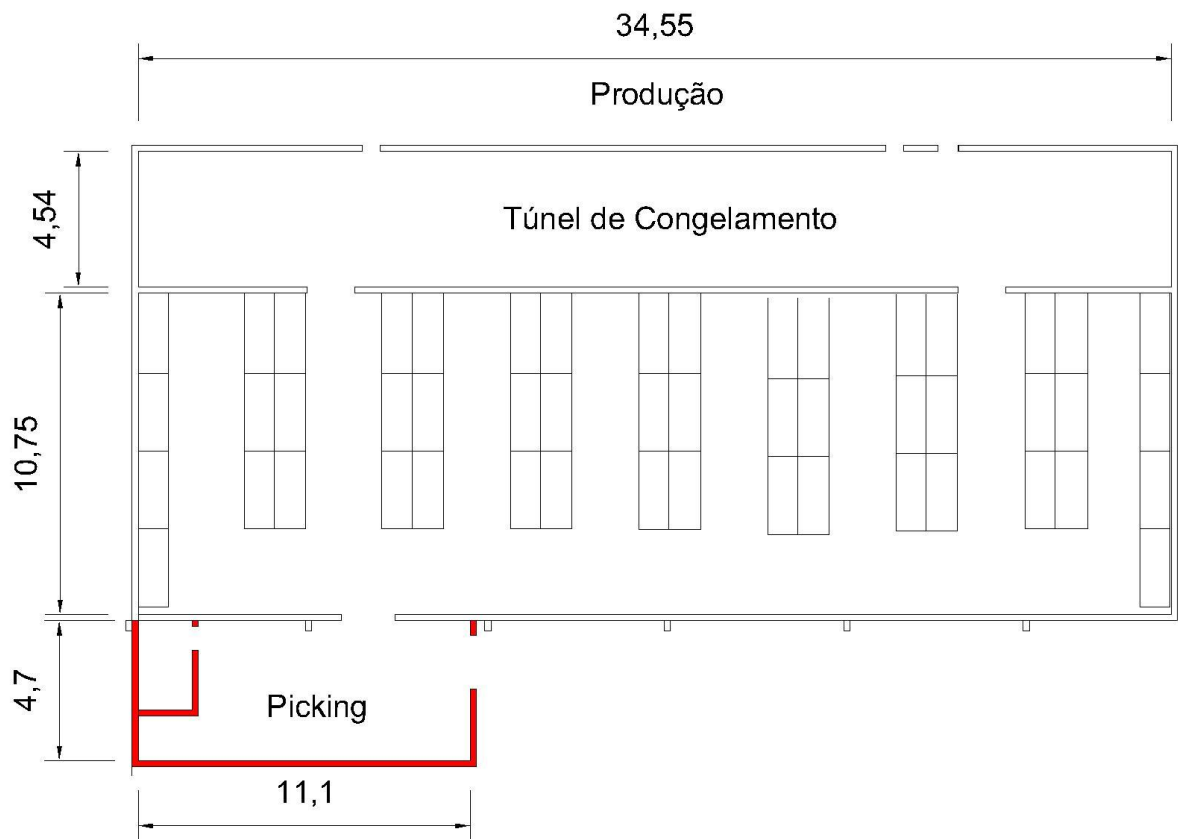 34,55
Produção
4,54
Túnel de Congelamento
10,75
4,7
Picking
11,1